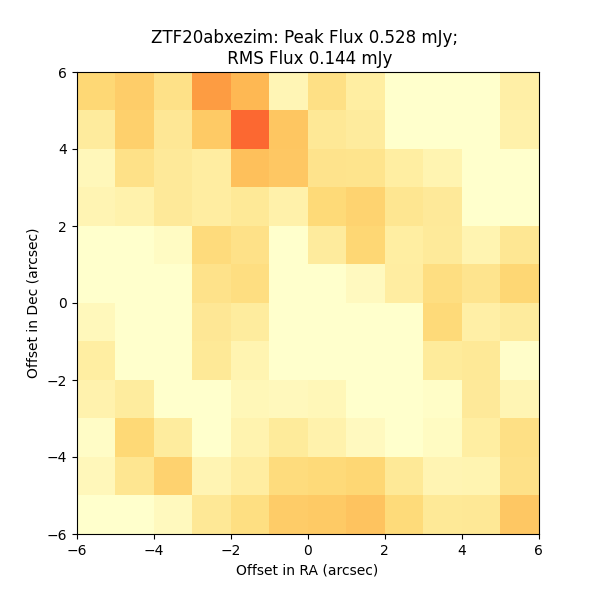 ZTF20abxezim: Peak Flux 0.528 mJy;
RMS Flux 0.144 mJy
6
4
2
0
−2
−4
−6
Offset in Dec (arcsec)
−6 −4 −2 0 2 4 6
Offset in RA (arcsec)